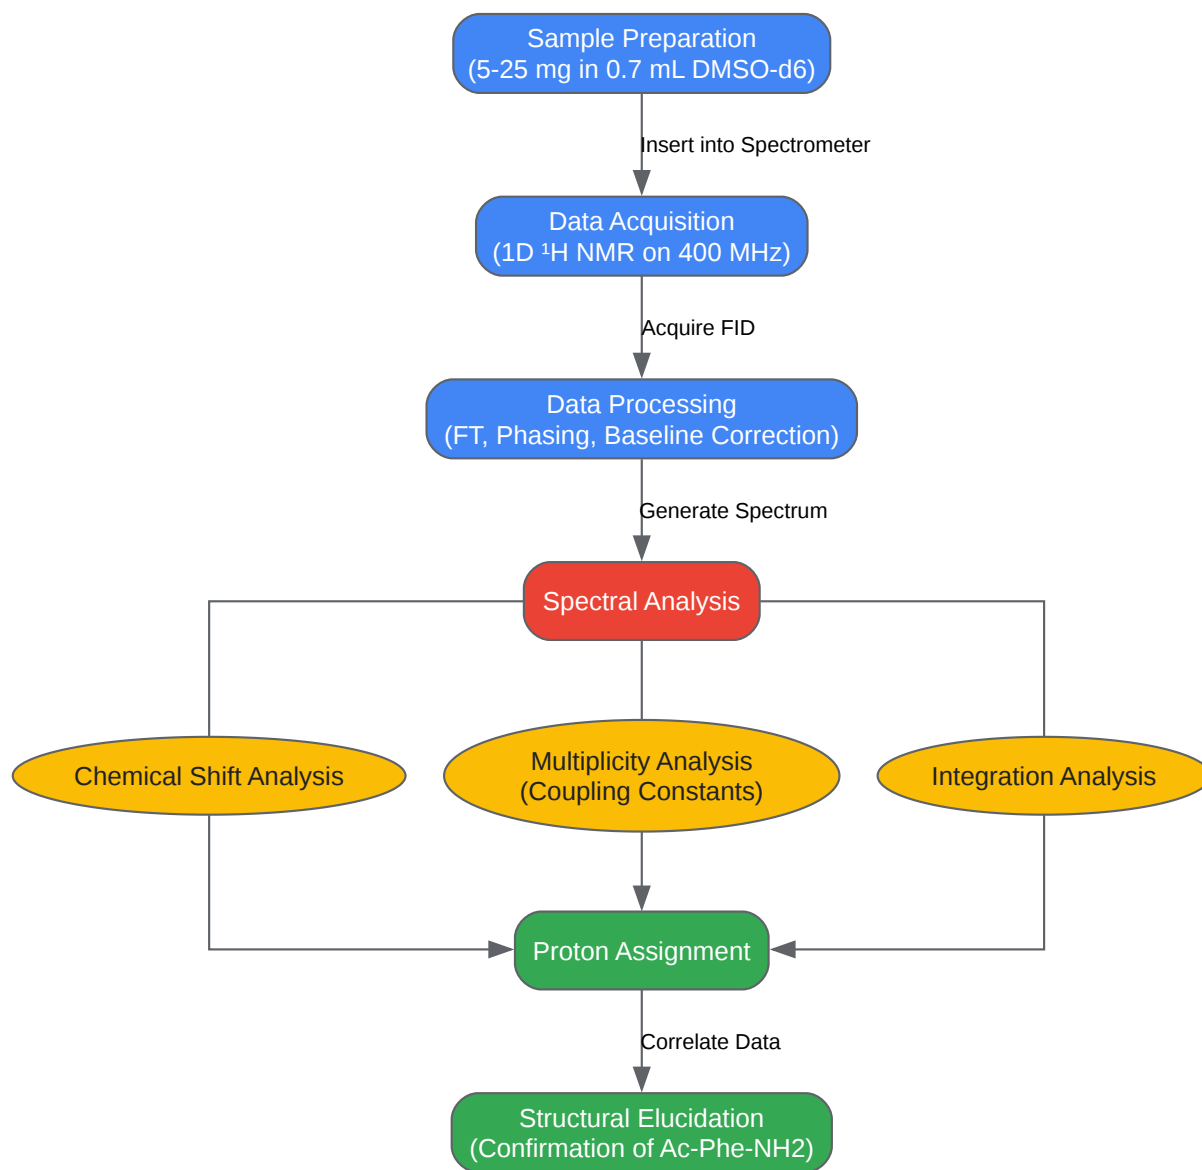 Sample Preparation
(5-25 mg in 0.7 mL DMSO-d6)
Insert into Spectrometer
Data Acquisition
(1D ¹H NMR on 400 MHz)
Acquire FID
Data Processing
(FT, Phasing, Baseline Correction)
Generate Spectrum
Spectral Analysis
Chemical Shift Analysis
Multiplicity Analysis
(Coupling Constants)
Integration Analysis
Proton Assignment
Correlate Data
Structural Elucidation
(Confirmation of Ac-Phe-NH2)